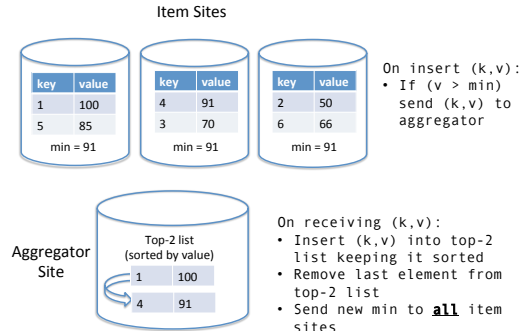 Item Sites
key value
1 100
5 85
min = 91
key value
4 91
3 70
min = 91
key value
2 50
6 66
min = 91
On insert (k,v):
• If (v > min)
send (k,v) to
aggregator
Aggregator
Site
Top-2 list
(sorted by value)
1 100
4 91
On receiving (k,v):
• Insert (k,v) into top-2
list keeping it sorted
• Remove last element from
top-2 list
• Send new min to all item
sites